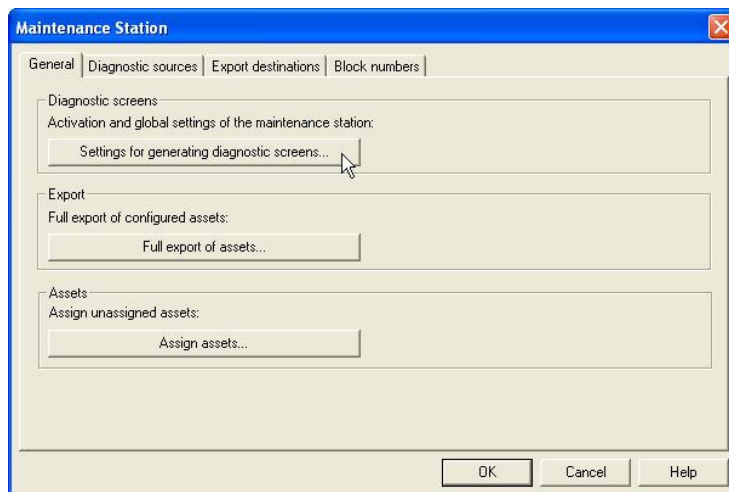 Maintenance Station
General Diagnostic sources Export destinations Block numbers
Diagnostic screens
Activation and global settings of the maintenance station:
Settings for generating diagnostic screens...
Export
Full export of configured assets:
Full export of assets...
Assets
Assign unassigned assets:
Assign assets...
OK Cancel Help